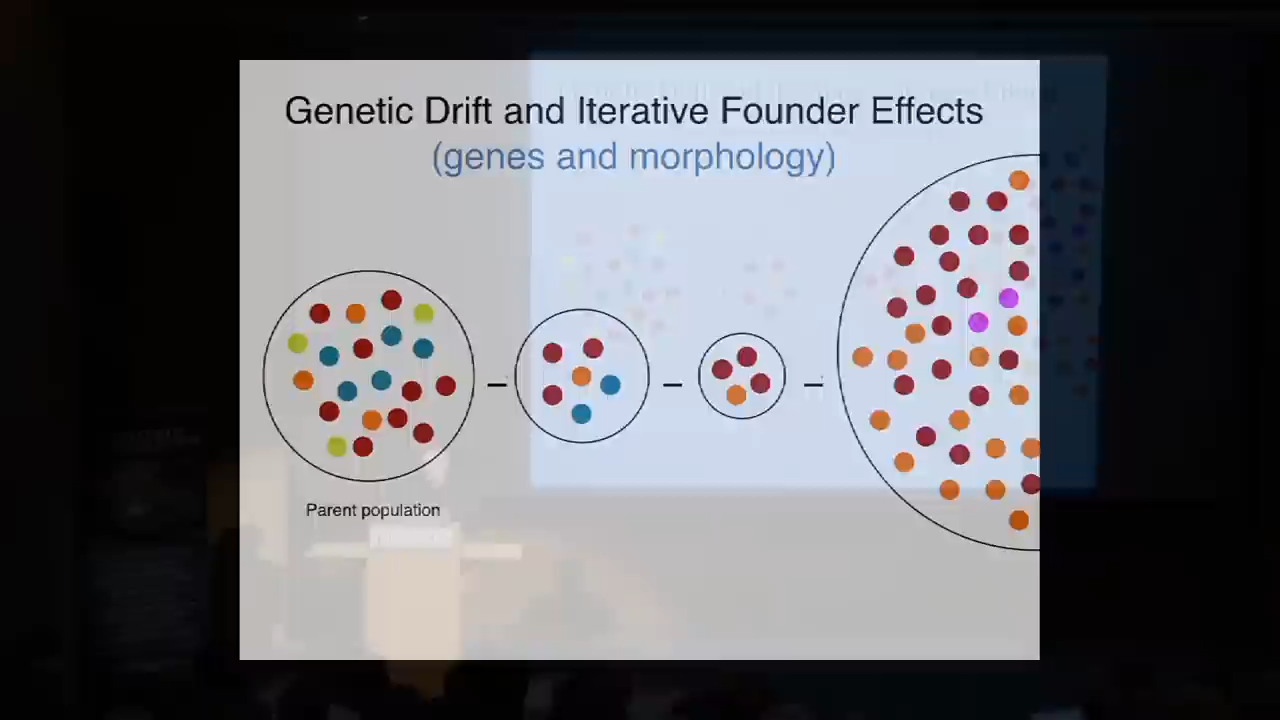 Genetic Drift and Iterative Founder Effects
(genes and morphology)
Parent population